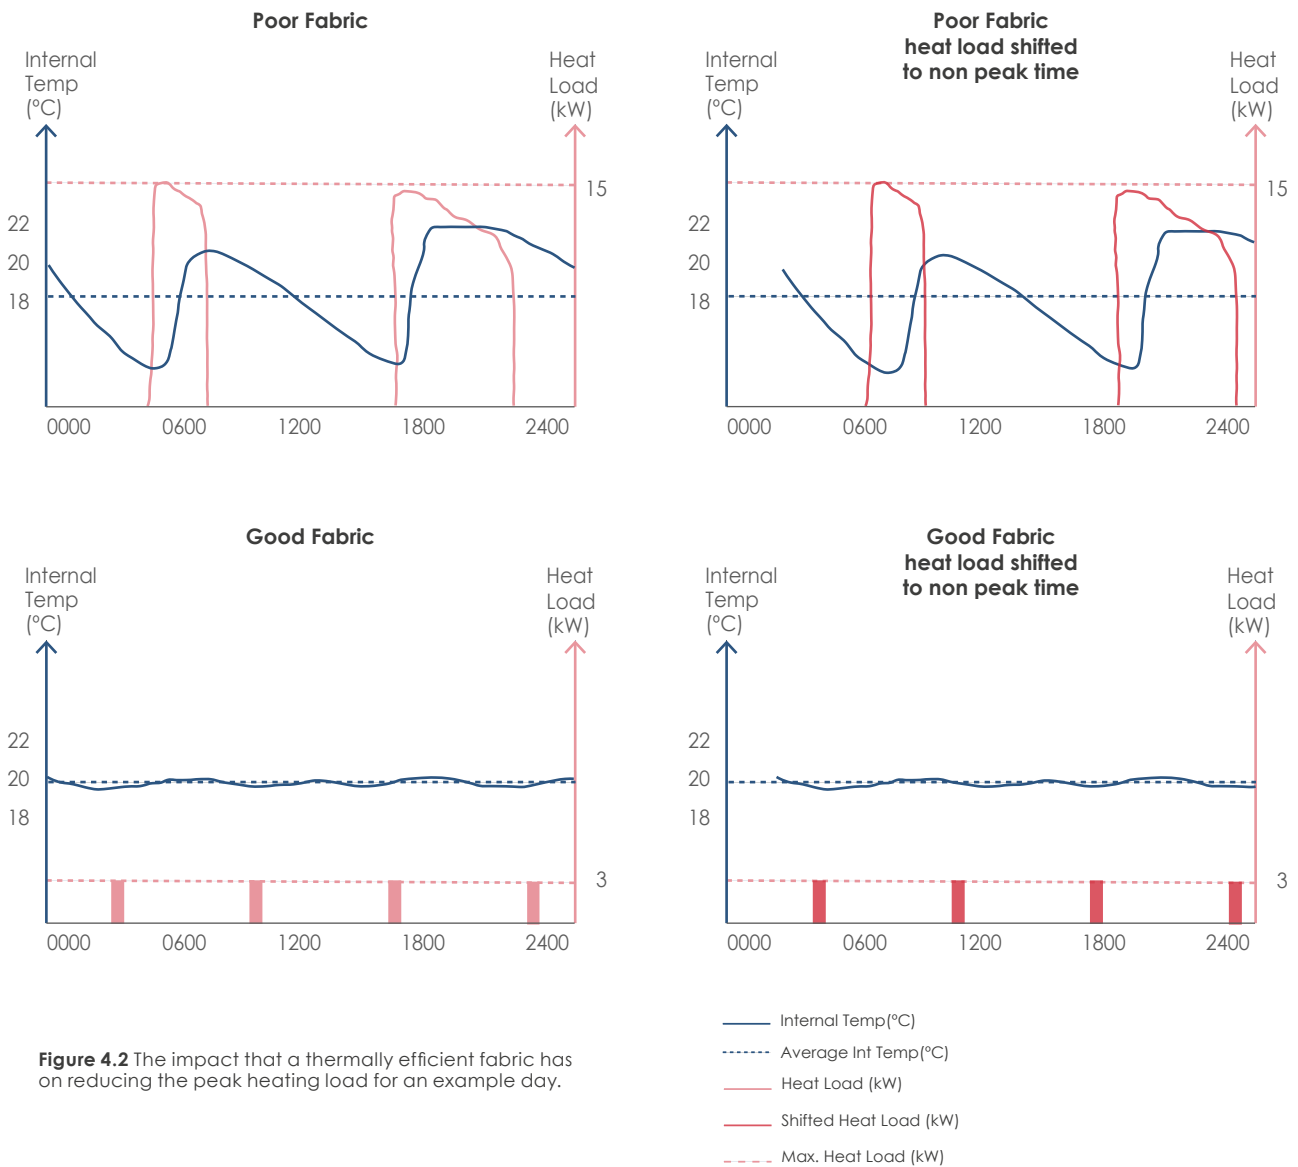 Poor Fabric
Internal
Temp
(ºC)
Heat
Load
(kW)
15
22
20
18
0000 0600 1200 1800 2400
Poor Fabric
heat load shifted
to non peak time
Internal
Temp
(ºC)
Heat
Load
(kW)
15
22
20
18
0000 0600 1200 1800 2400
Good Fabric
Internal
Temp
(ºC)
Heat
Load
(kW)
22
20
18
3
0000 0600 1200 1800 2400
Good Fabric
heat load shifted
to non peak time
Internal
Temp
(ºC)
Heat
Load
(kW)
22
20
18
3
0000 0600 1200 1800 2400
Figure 4.2 The impact that a thermally efficient fabric has
on reducing the peak heating load for an example day.
Internal Temp(ºC)
Average Int Temp(ºC)
Heat Load (kW)
Shifted Heat Load (kW)
Max. Heat Load (kW)